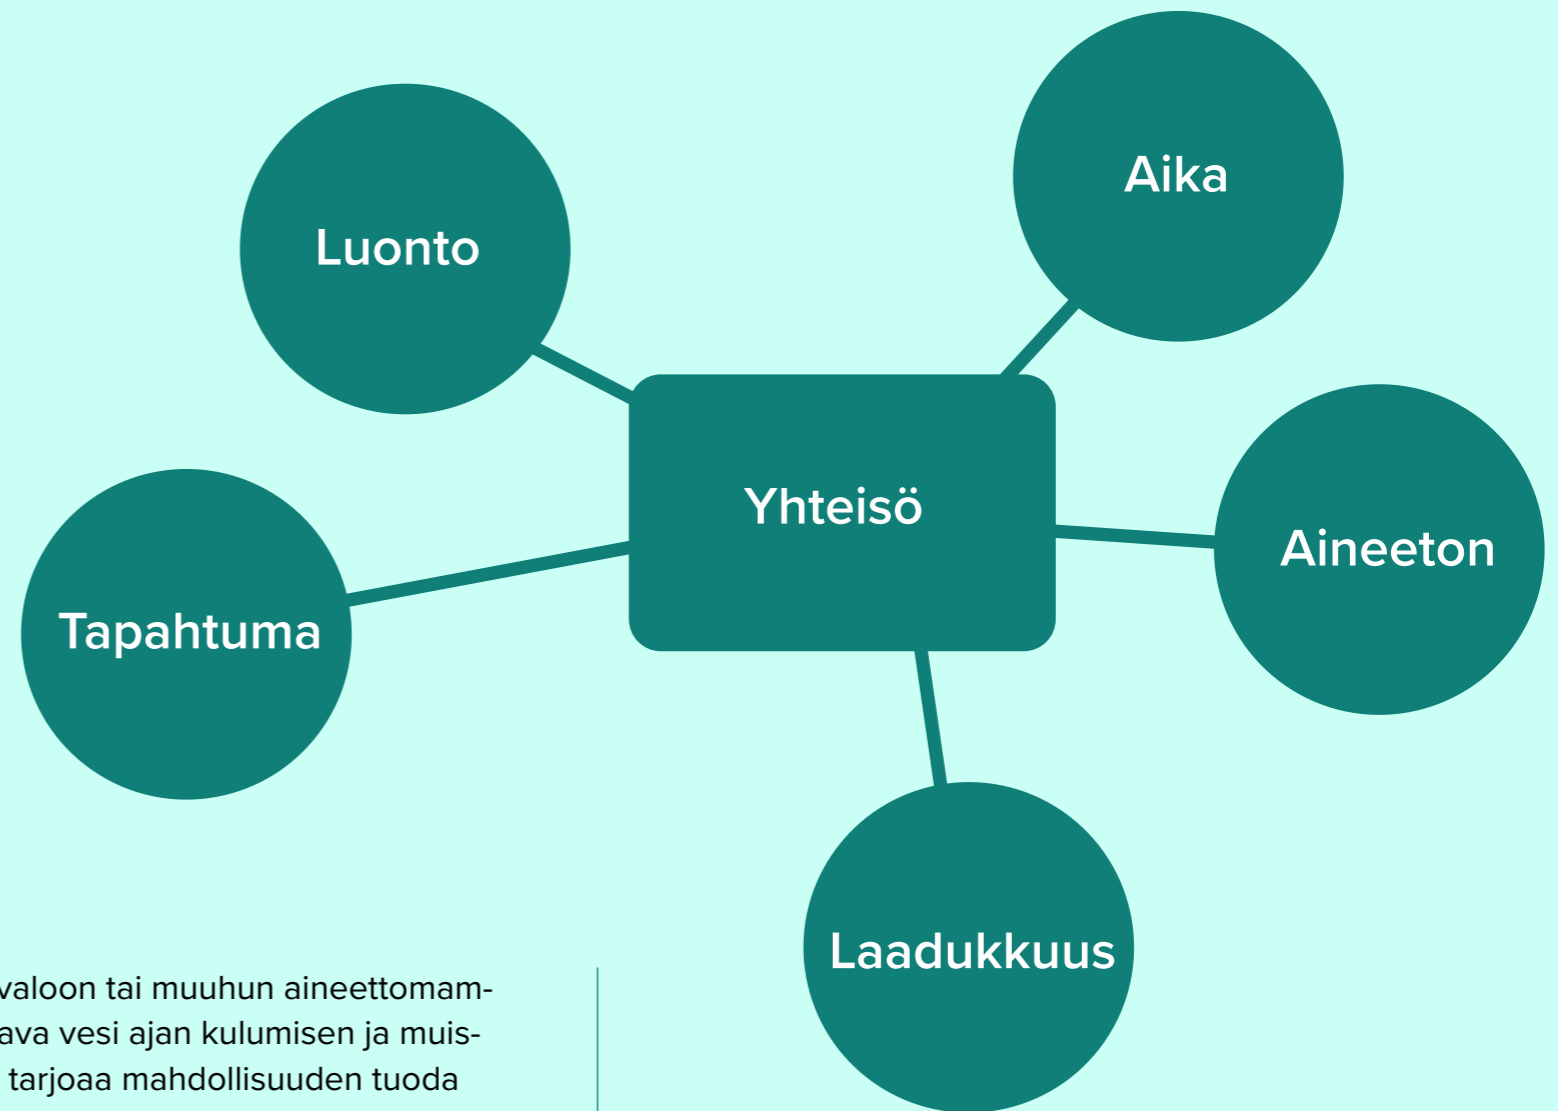 Aika
Luonto
Yhteisö
Aineeton
Tapahtuma
Laadukkuus
valoon tai muuhun aineettomam-
ava vesi ajan kulumisen ja muis-
tarjoaa mahdollisuuden tuoda